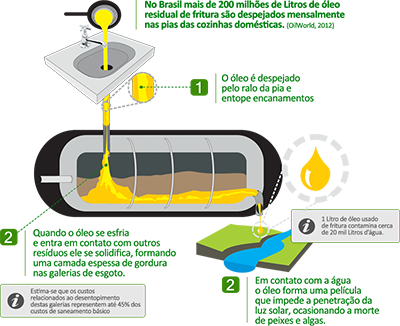 No Brasil mais de 200 milhões de Litros de óleo
residual de fritura são despejados mensalmente
nas pias das cozinhas domésticas. (OilWorld, 2012)
1
O óleo é despejado
pelo ralo da pia e
entope encanamentos
2
Quando o óleo se esfria
e entra em contato com outros
resíduos ele se solidifica, formando
uma camada espessa de gordura
nas galerias de esgoto.
i
Estima-se que os custos
relacionados ao desentopimento
destas galerias representem até 45% dos
custos de saneamento básico
i
1 Litro de óleo usado
de fritura contamina cerca
de 20 mil Litros d'água.
2
Em contato com a água
o óleo forma uma película
que impede a penetração da
luz solar, ocasionando a morte
de peixes e algas.